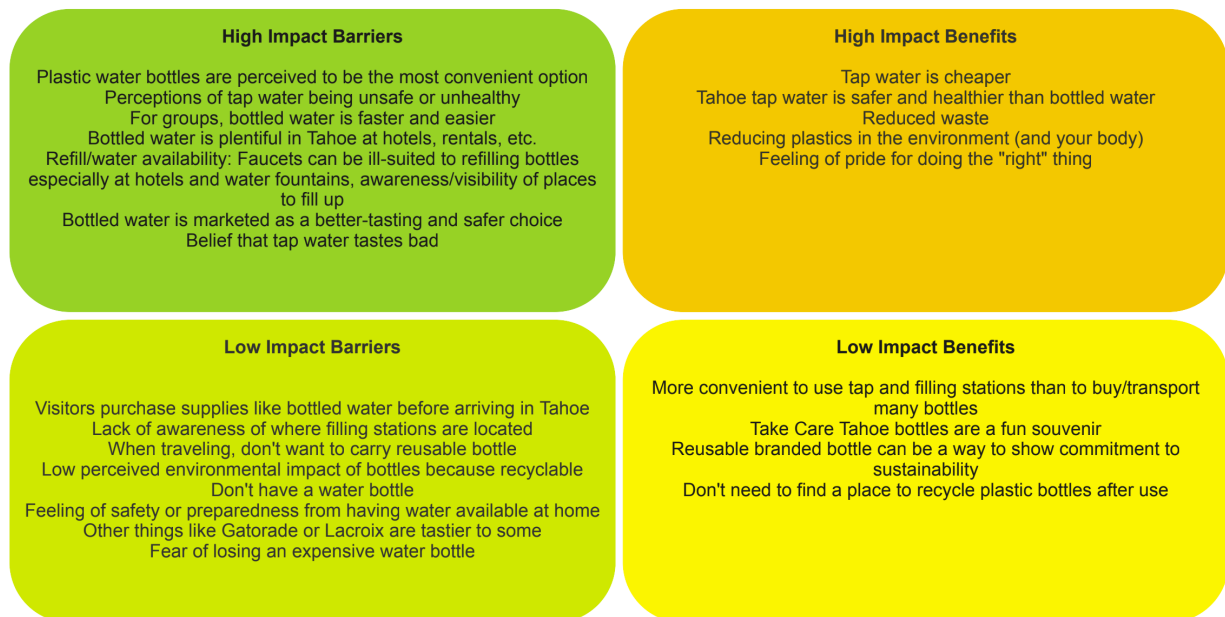 High Impact Barriers
Plastic water bottles are perceived to be the most convenient option
Perceptions of tap water being unsafe or unhealthy
For groups, bottled water is faster and easier
Bottled water is plentiful in Tahoe at hotels, rentals, etc.
Refill/water availability: Faucets can be ill-suited to refilling bottles
especially at hotels and water fountains, awareness/visibility of places
to fill up
Bottled water is marketed as a better-tasting and safer choice
Belief that tap water tastes bad
High Impact Benefits
Tap water is cheaper
Tahoe tap water is safer and healthier than bottled water
Reduced waste
Reducing plastics in the environment (and your body)
Feeling of pride for doing the "right" thing
Low Impact Barriers
Visitors purchase supplies like bottled water before arriving in Tahoe
Lack of awareness of where filling stations are located
When traveling, don't want to carry reusable bottle
Low perceived environmental impact of bottles because recyclable
Don't have a water bottle
Feeling of safety or preparedness from having water available at home
Other things like Gatorade or Lacroix are tastier to some
Fear of losing an expensive water bottle
Low Impact Benefits
More convenient to use tap and filling stations than to buy/transport
many bottles
Take Care Tahoe bottles are a fun souvenir
Reusable branded bottle can be a way to show commitment to
sustainability
Don't need to find a place to recycle plastic bottles after use